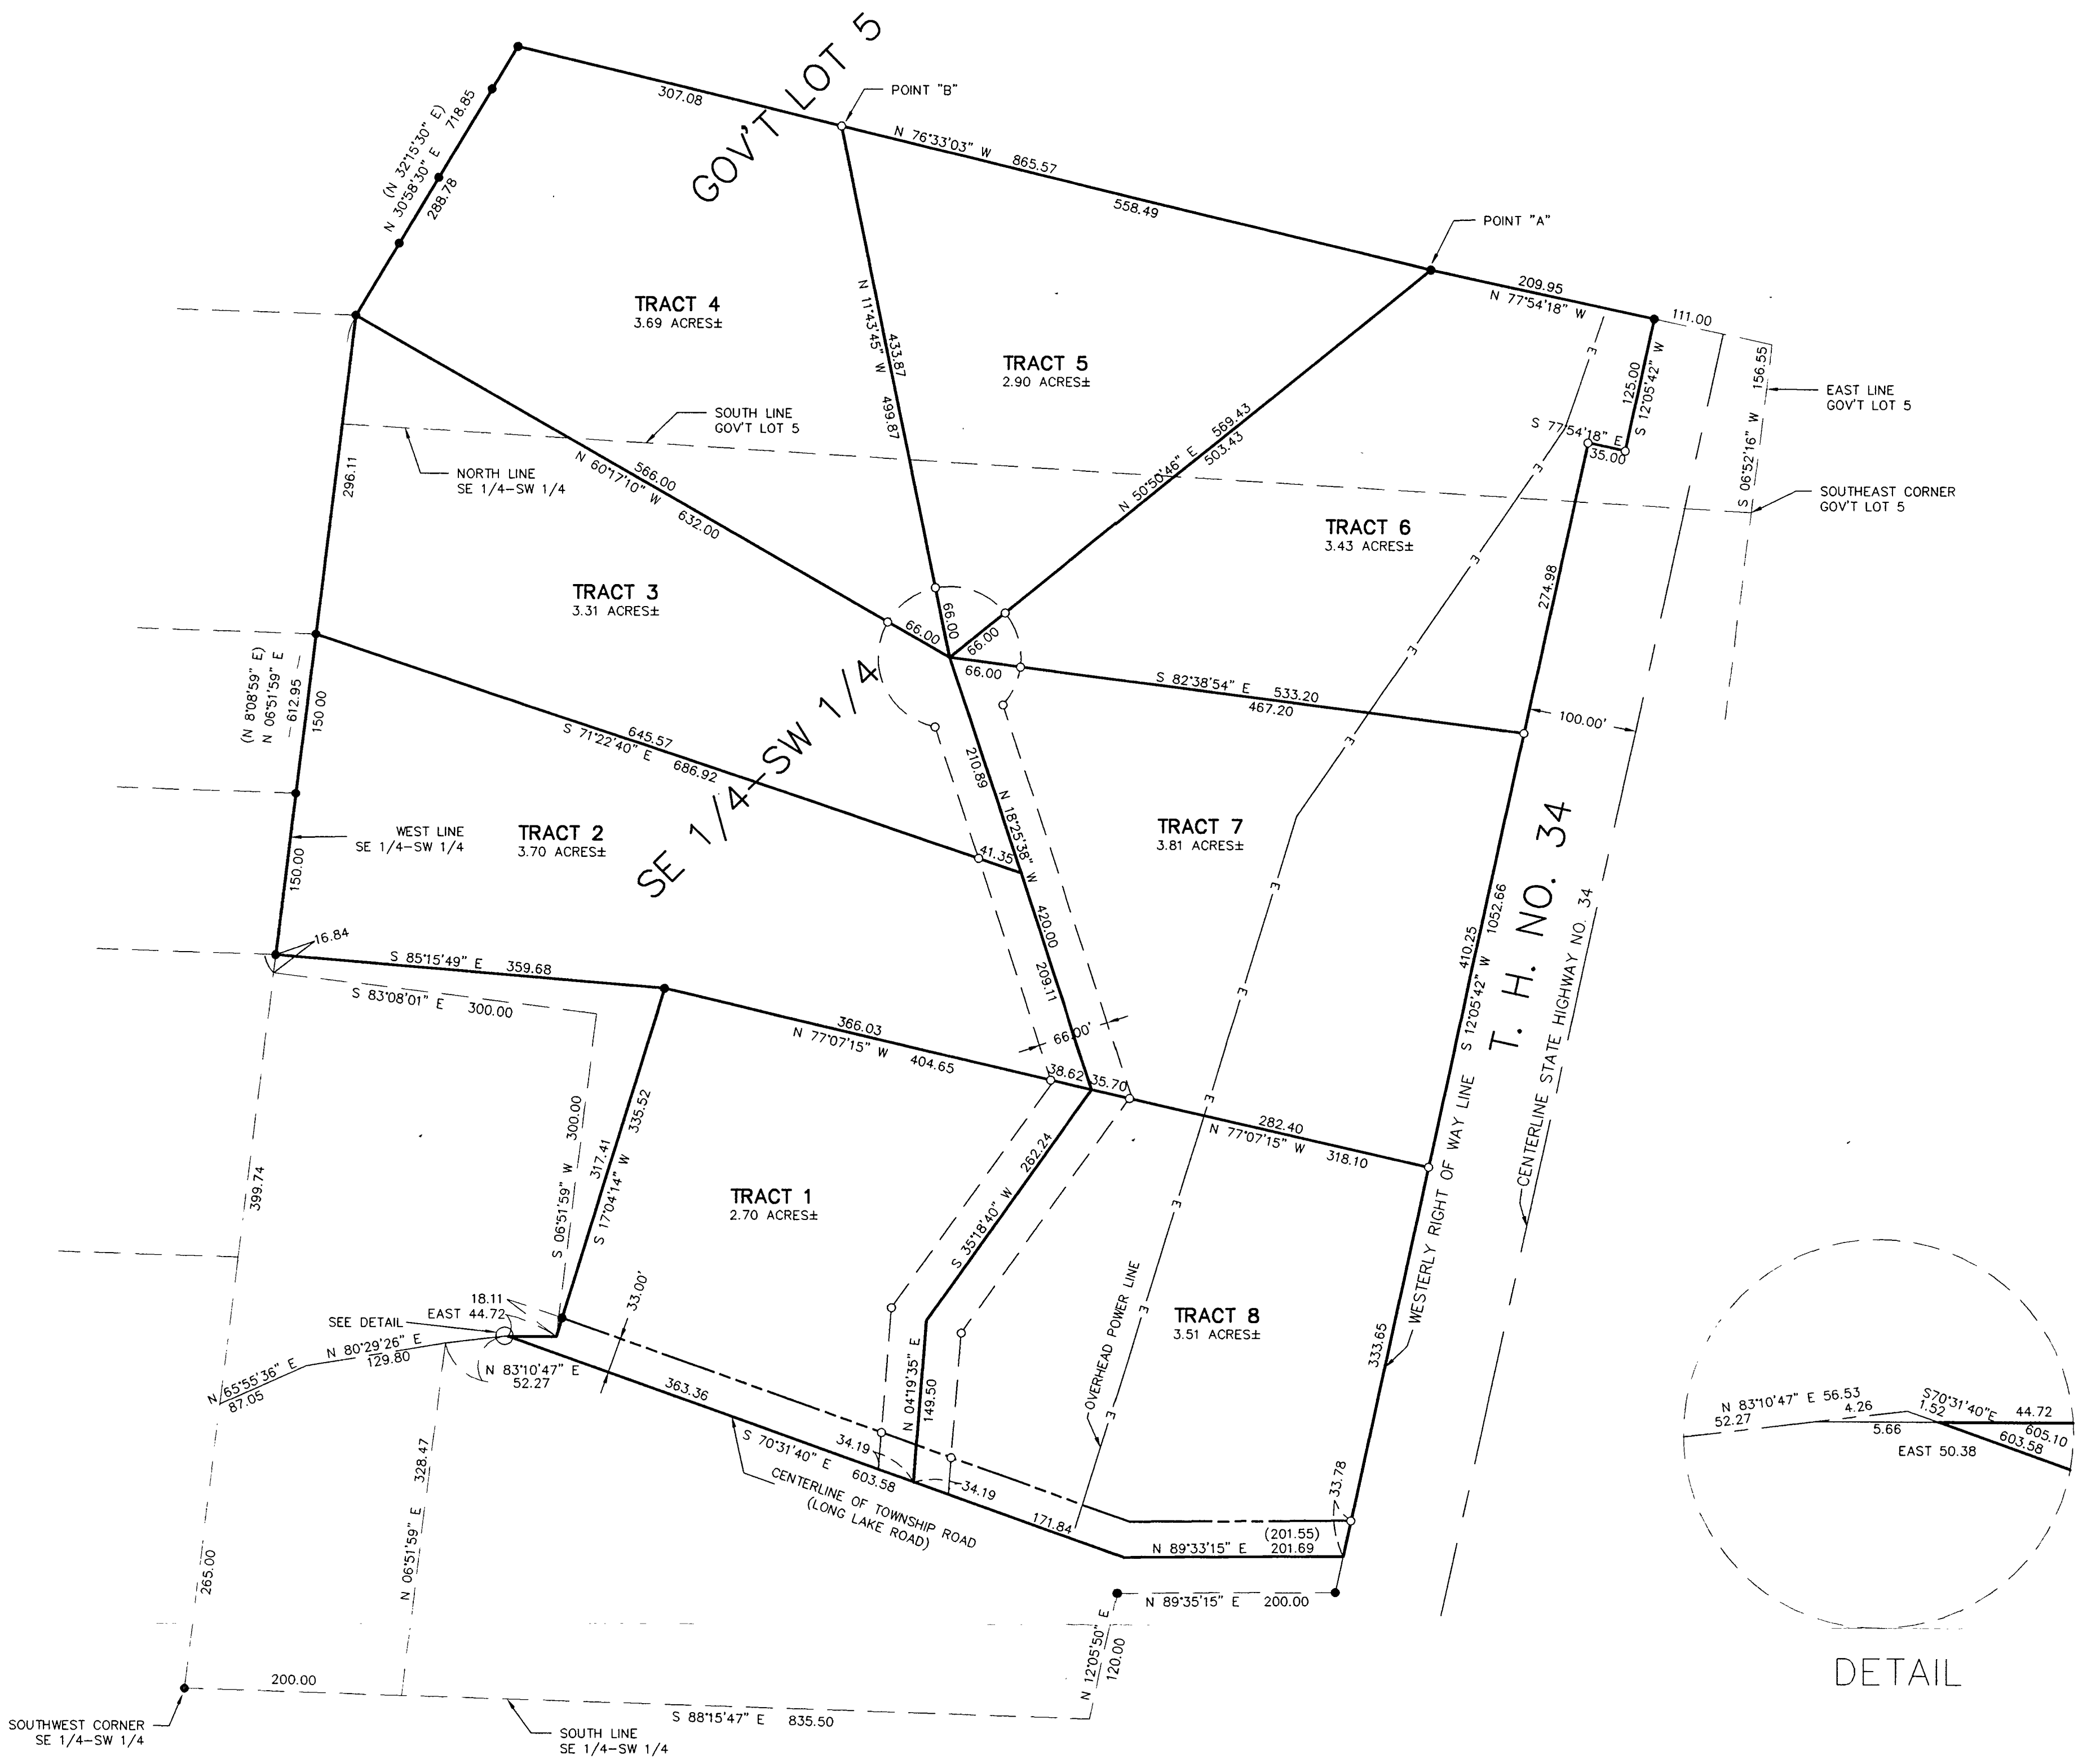 GOV'T LOT 5
307.08
POINT "B"
N 76°33'03" W 865.57
558.49
POINT "A"
(N 32°15'30" E)
N 30°58'30" E 718.85
288.78
209.95
N 77°54'18" W
111.00
TRACT 4
3.69 ACRES±
N 11°43'45" W
433.87
499.87
TRACT 5
2.90 ACRES±
125.00
S 12°05'42" W
156.55
S 06°52'16" W
EAST LINE
GOV'T LOT 5
S 77°54'18" E
35.00
SOUTH LINE
GOV'T LOT 5
NORTH LINE
SE 1/4-SW 1/4
569.43
N 50°50'46" E
503.43
SOUTHEAST CORNER
GOV'T LOT 5
296.11
566.00
N 60°17'10" W
632.00
TRACT 6
3.43 ACRES±
274.98
TRACT 3
3.31 ACRES±
66.00
66.00
66.00
66.00
S 82°38'54" E 533.20
467.20
100.00'
(N 8°08'59" E)
N 06°51'59" E
612.95
150.00
645.57
S 71°22'40" E
686.92
SE 1/4-SW 1/4
210.89
N 18°25'38" W
420.00
209.11
41.35
WEST LINE
SE 1/4-SW 1/4
150.00
TRACT 2
3.70 ACRES±
TRACT 7
3.81 ACRES±
T. H. NO. 34
410.25
S 12°05'42" W 1052.66
WESTERLY RIGHT OF WAY LINE
CENTERLINE STATE HIGHWAY NO. 34
16.84
S 85°15'49" E 359.68
S 83°08'01" E 300.00
366.03
N 77°07'15" W 404.65
66.00'
38.62
35.70
282.40
N 77°07'15" W
318.10
399.74
S 06°51'59" W 300.00
317.41
335.52
S 17°04'14" W
TRACT 1
2.70 ACRES±
262.24
S 35°18'40" W
E
E
E
E
E
E
E
E
E
E
E
E
OVERHEAD POWER LINE
TRACT 8
3.51 ACRES±
333.65
18.11
EAST 44.72
SEE DETAIL
33.00'
N 80°29'26" E
129.80
N 65°55'36" E
87.05
N 83°10'47" E
52.27
363.36
N 04°19'35" E
149.50
34.19
S 70°31'40" E 603.58
34.19
CENTERLINE OF TOWNSHIP ROAD
(LONG LAKE ROAD)
171.84
33.78
(201.55)
N 89°33'15" E 201.69
N 89°35'15" E 200.00
N 12°05'50" E
120.00
265.00
N 06°51'59" E 328.47
200.00
S 88°15'47" E 835.50
SOUTHWEST CORNER
SE 1/4-SW 1/4
SOUTH LINE
SE 1/4-SW 1/4
N 83°10'47" E 56.53
52.27
4.26
S70°31'40"E
1.52
44.72
5.66
605.10
603.58
EAST 50.38
DETAIL